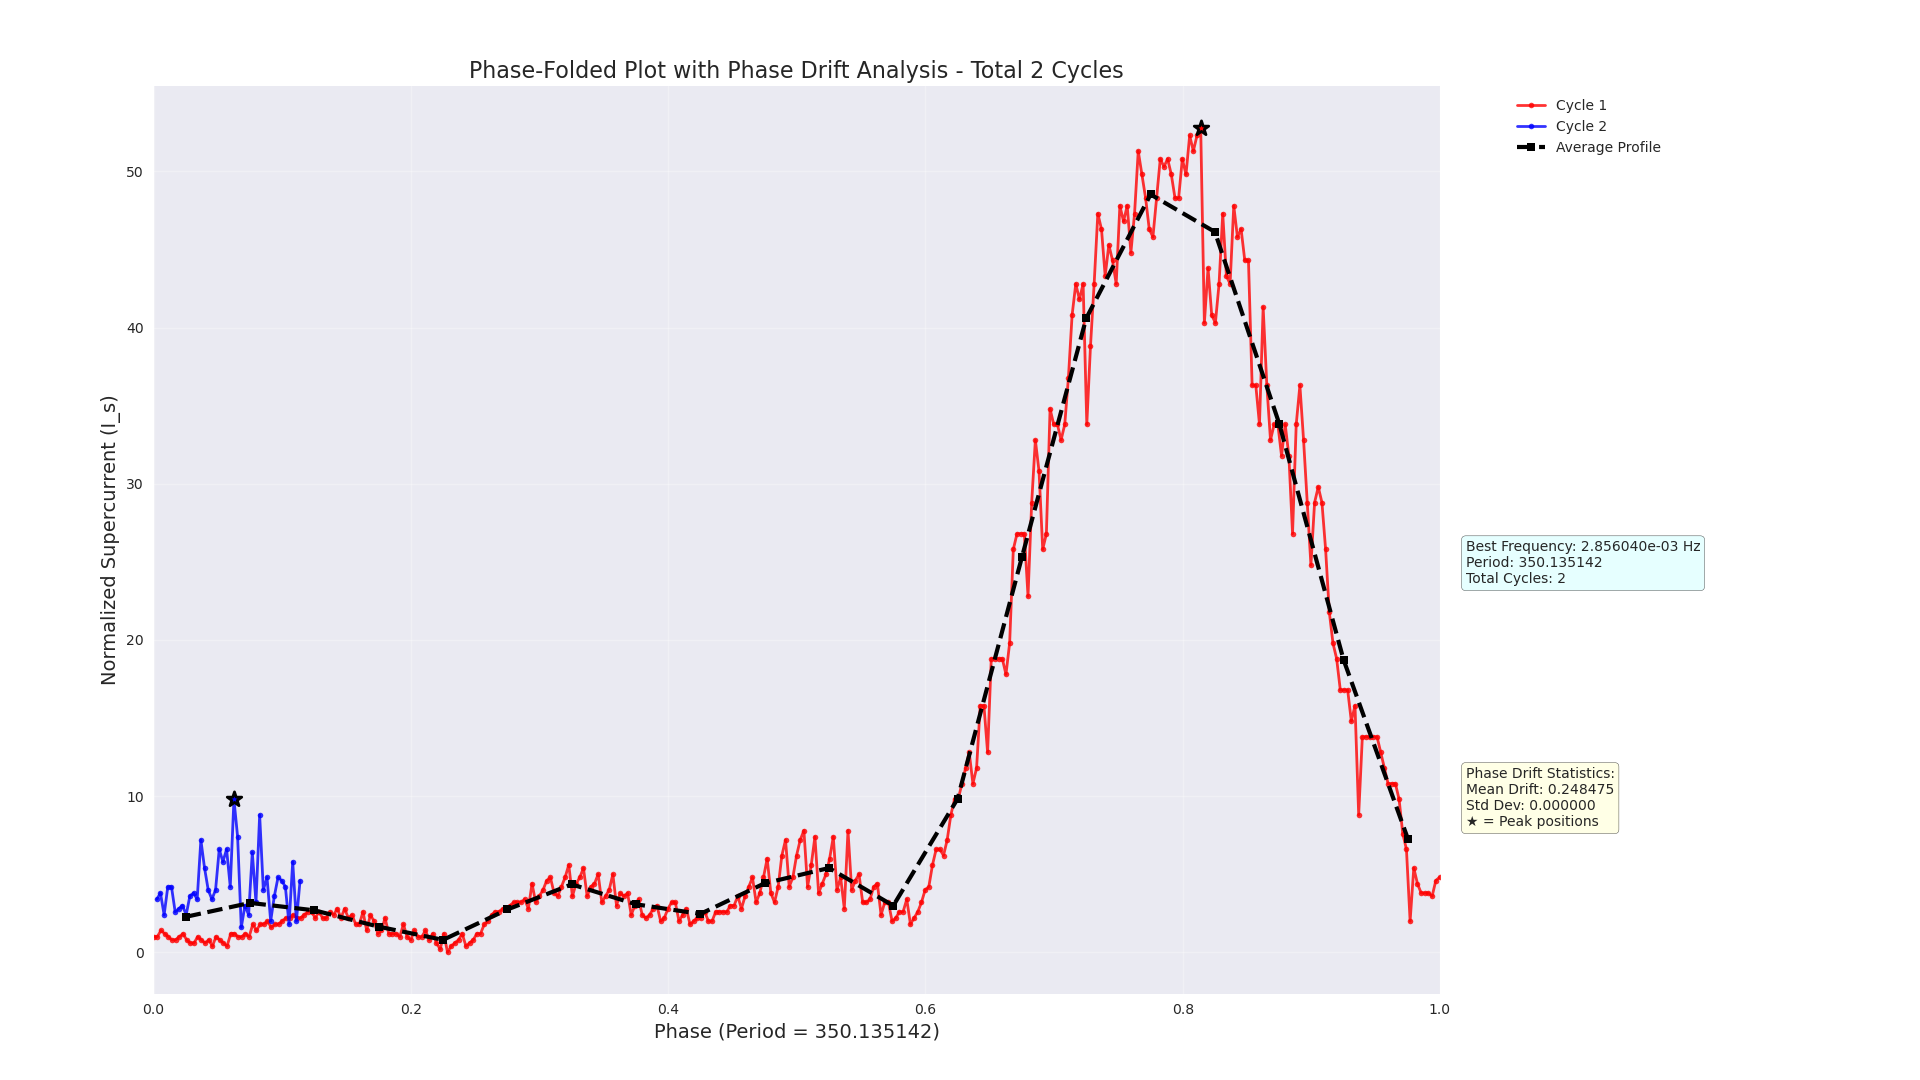 Phase-Folded Plot with Phase Drift Analysis - Total 2 Cycles
Cycle 1
Cycle 2
Average Profile
Normalized Supercurrent (I_s)
50
40
30
20
10
0
0.0 0.2 0.4 0.6 0.8 1.0
Phase (Period = 350.135142)
Best Frequency: 2.856040e-03 Hz
Period: 350.135142
Total Cycles: 2
Phase Drift Statistics:
Mean Drift: 0.248475
Std Dev: 0.000000
★ = Peak positions